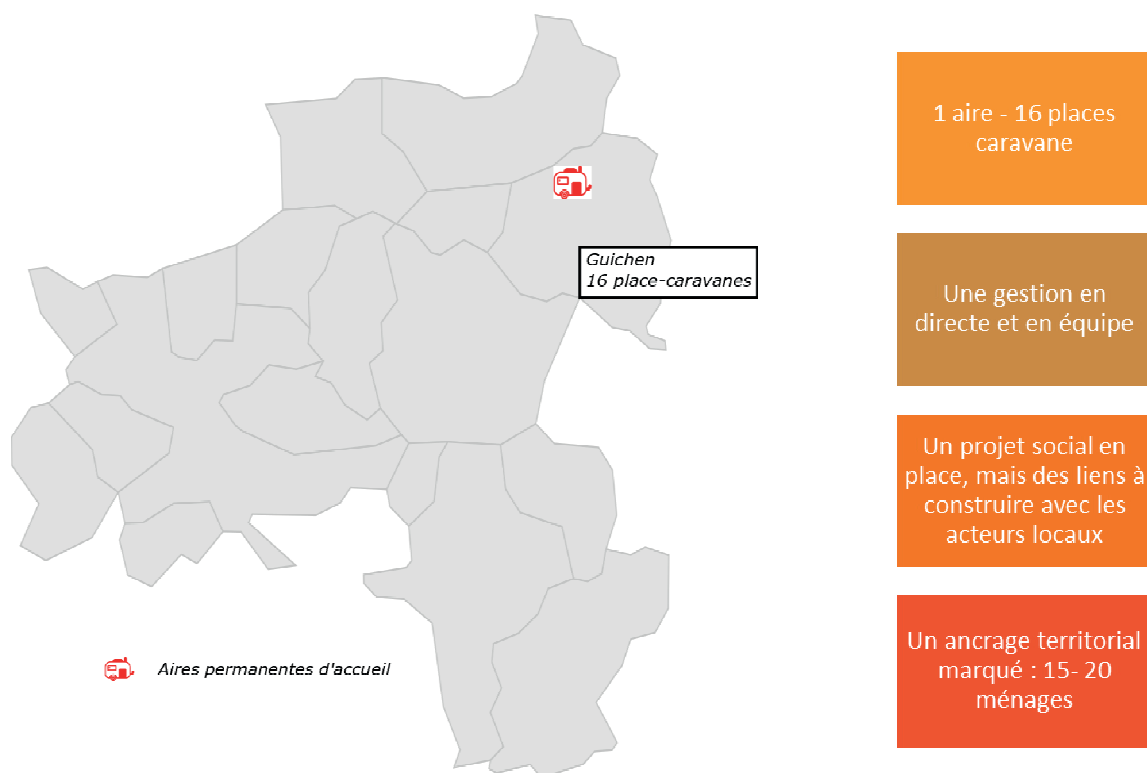 Guichen
16 place-caravanes
Aires permanentes d'accueil
1 aire - 16 places
caravane
Une gestion en
directe et en équipe
Un projet social en
place, mais des liens à
construire avec les
acteurs locaux
Un ancrage territorial
marqué : 15- 20
ménages